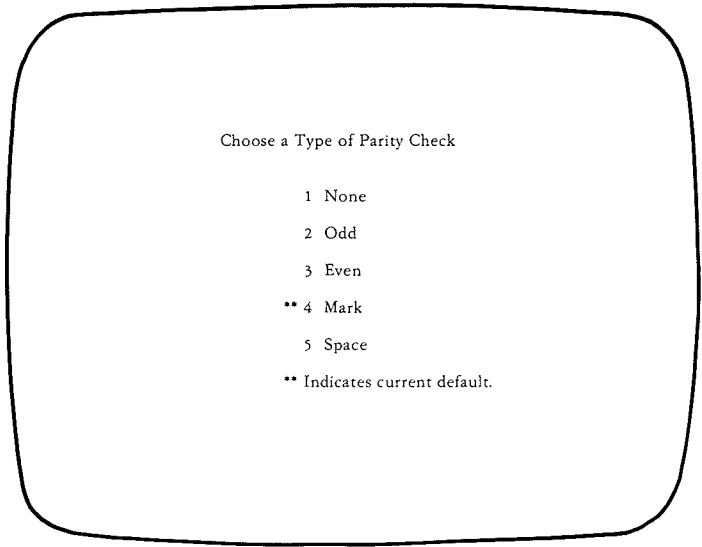 Choose a Type of Parity Check
1 None
2 Odd
3 Even
** 4 Mark
5 Space
** Indicates current default.